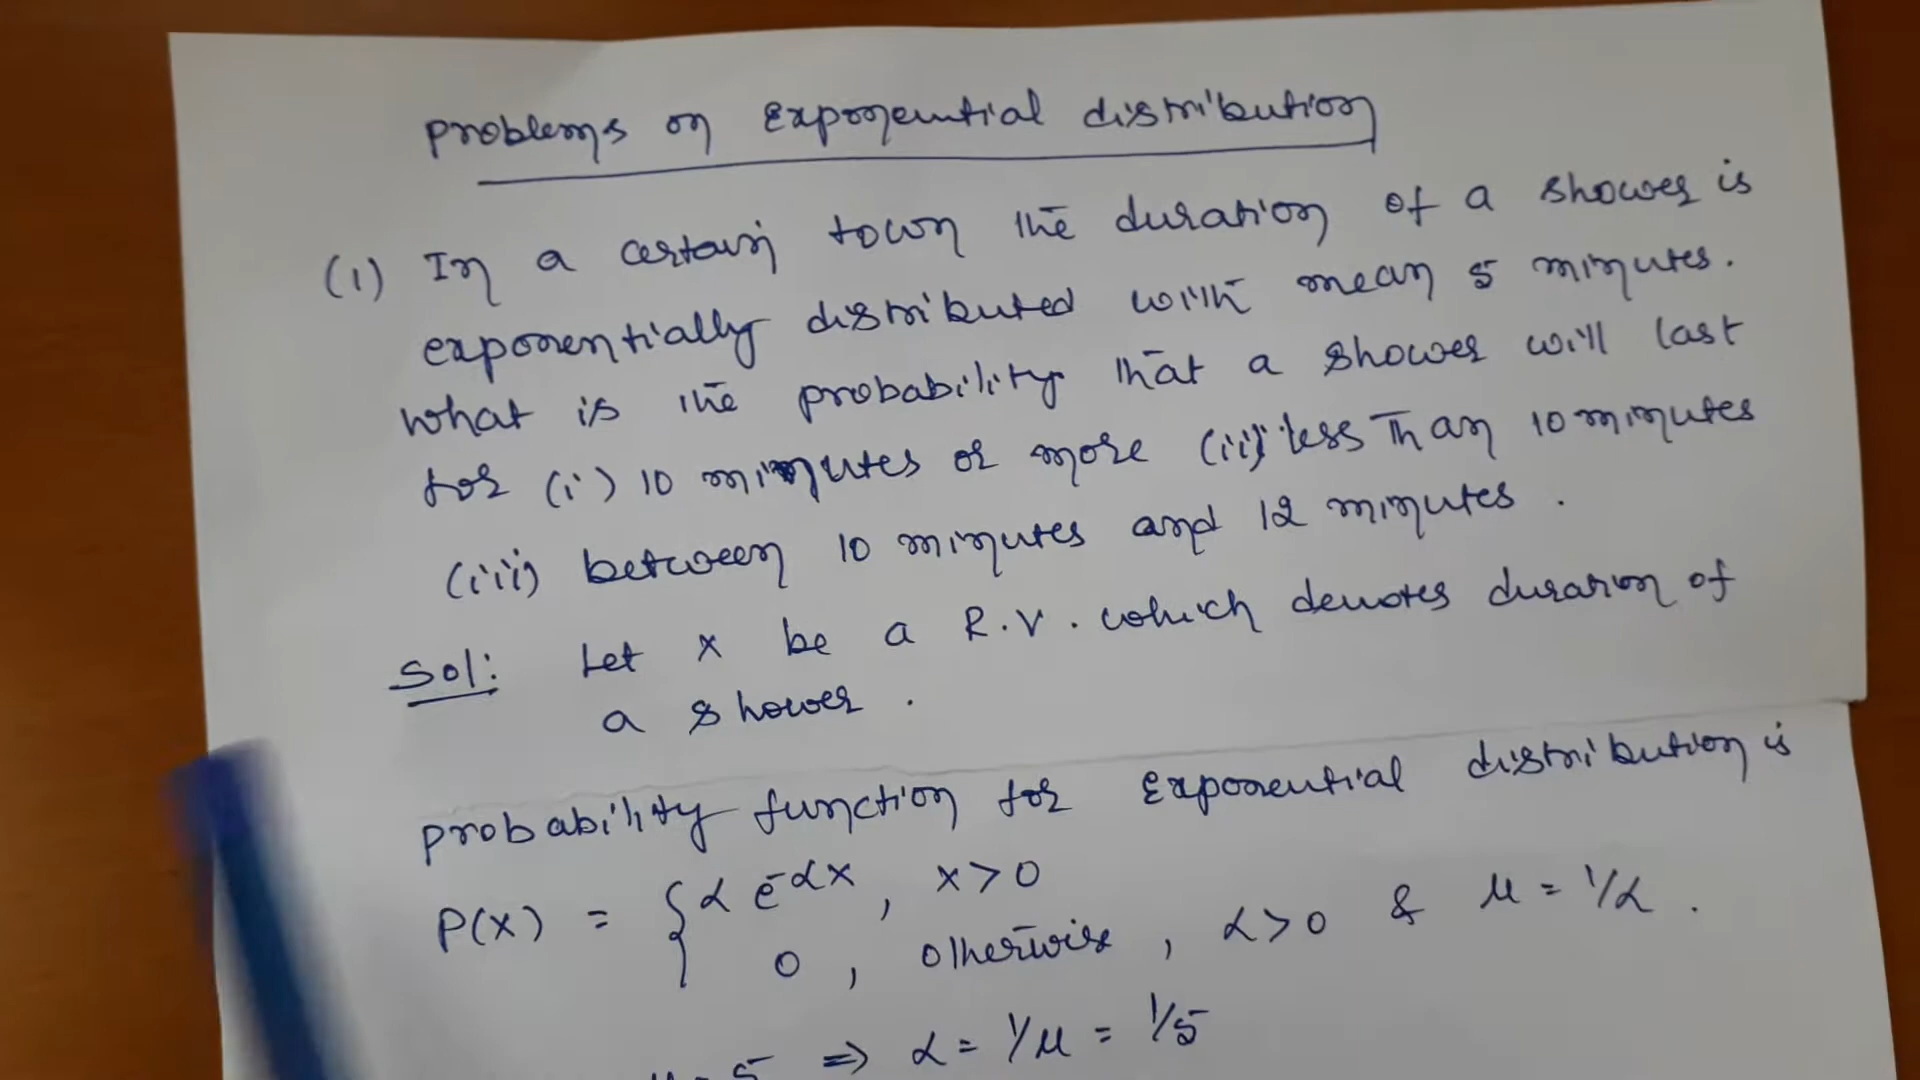 Problems on Exponential distribution
(1) In a certain town the duration of a shower is
exponentially distributed with mean 5 minutes.
What is the probability that a shower will last
for (i) 10 minutes or more (ii) less than 10 minutes
(iii) between 10 minutes and 12 minutes.
Sol: Let x be a R.V. which denotes duration of
a shower.
probability function for Exponential distribution is
P(x) = { α e^-αx , x>0
0 , otherwise , α>0 & μ = 1/α .
μ = 5 => α = 1/μ = 1/5